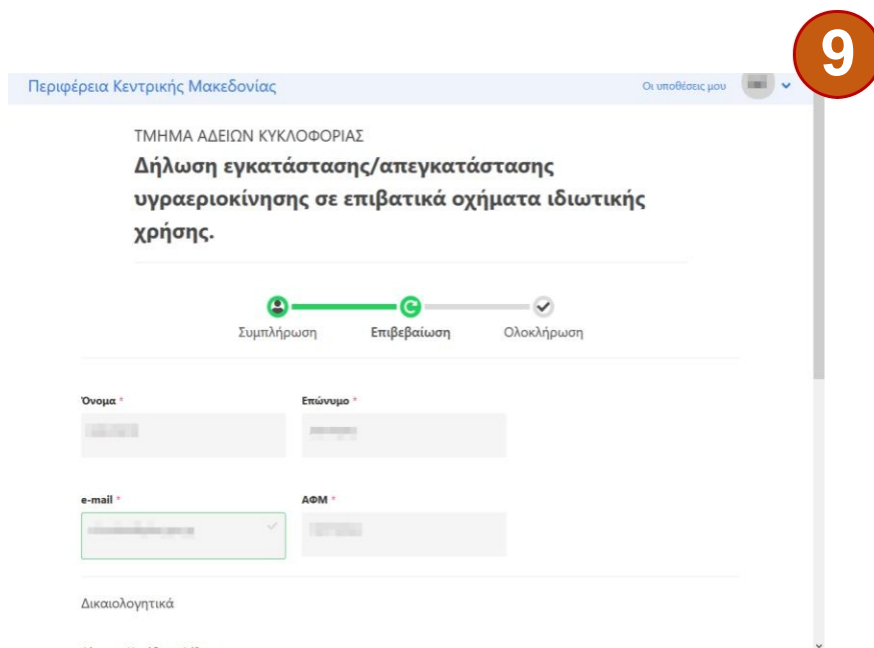 9
Περιφέρεια Κεντρικής Μακεδονίας
Οι υποθέσεις μου
ΤΜΗΜΑ ΑΔΕΙΩΝ ΚΥΚΛΟΦΟΡΙΑΣ
Δήλωση εγκατάστασης/απεγκατάστασης
υγραεριοκίνησης σε επιβατικά οχήματα ιδιωτικής
χρήσης.
Συμπλήρωση Επιβεβαίωση Ολοκλήρωση
Όνομα * Επώνυμο *
e-mail * ΑΦΜ *
Δικαιολογητικά